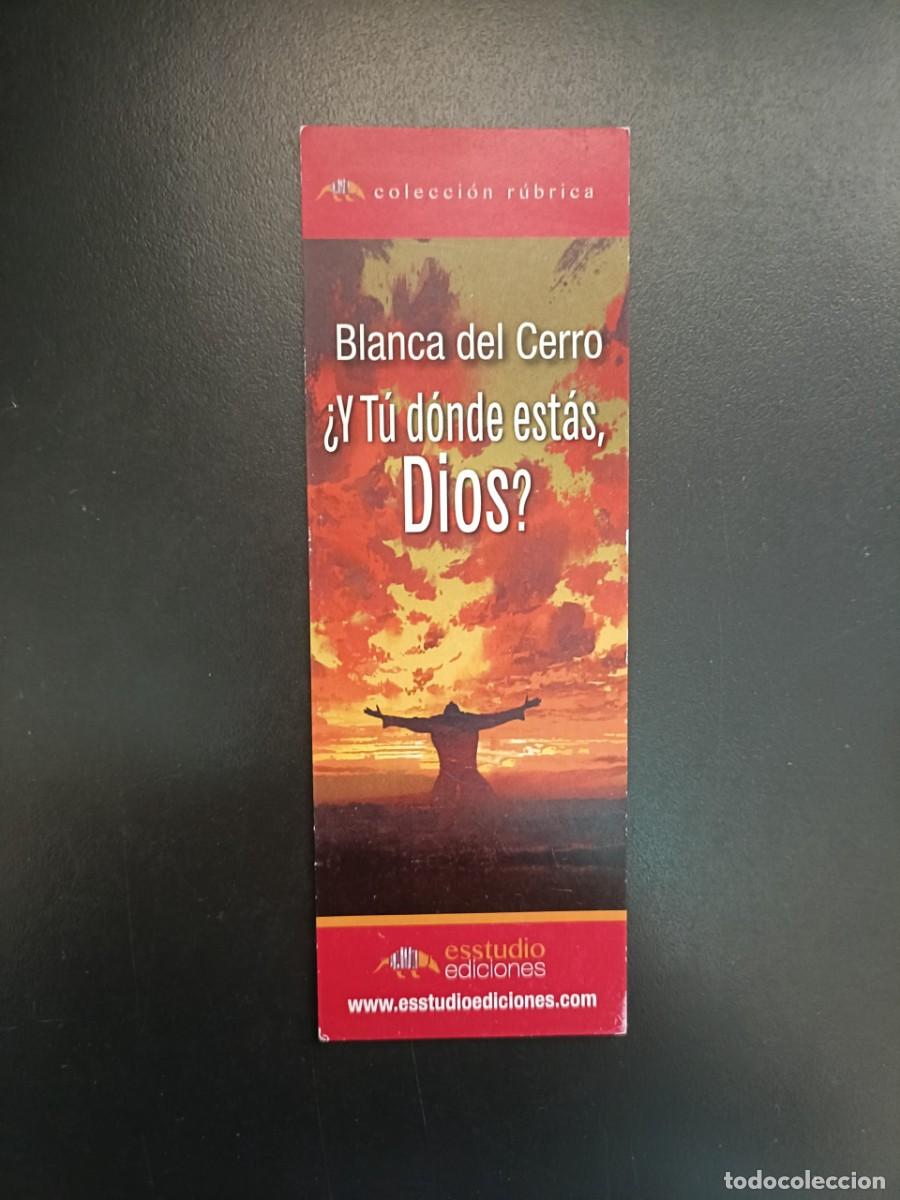 colección rúbrica
Blanca del Cerro
¿Y Tú dónde estás,
Dios?
esstudio
ediciones
www.esstudioediciones.com
todocoleccion